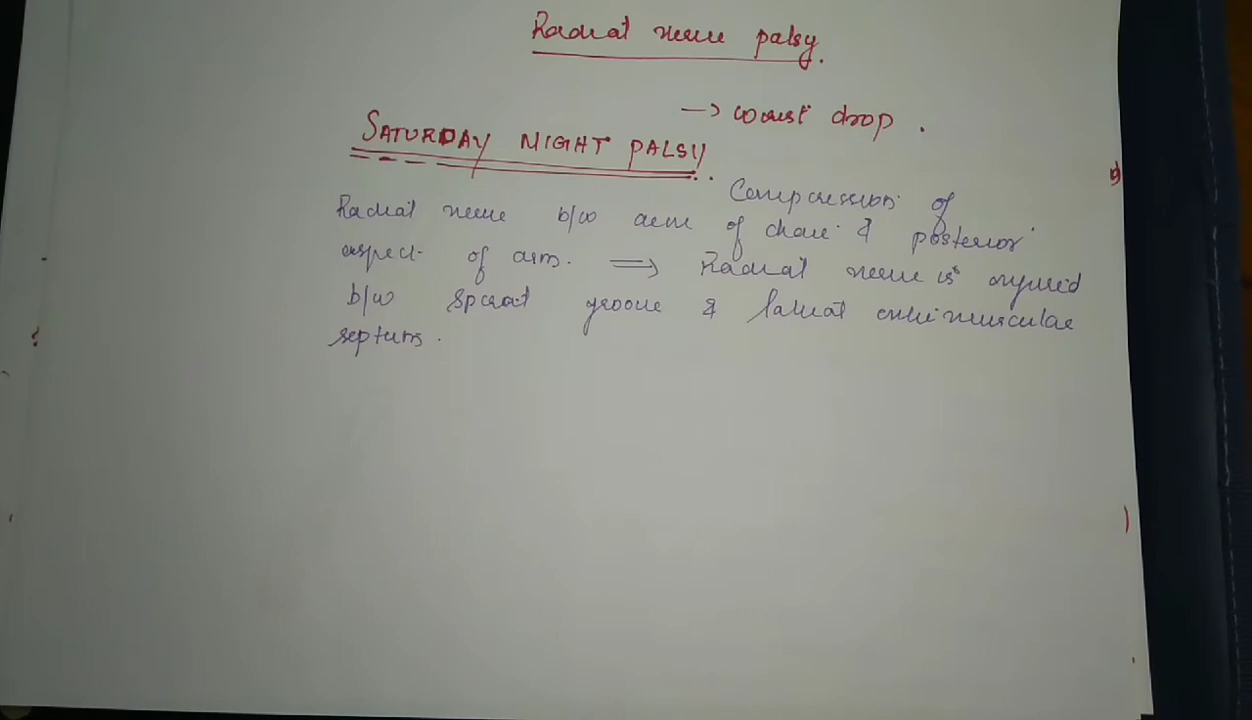 Radial nerve palsy.
→ wrist drop.
SATURDAY NIGHT PALSY.
Compression of
Radial nerve b/w arm of chair & posterior
aspect of arm. ⇒ Radial nerve is injured
b/w spiral groove & lateral intermuscular
septum.